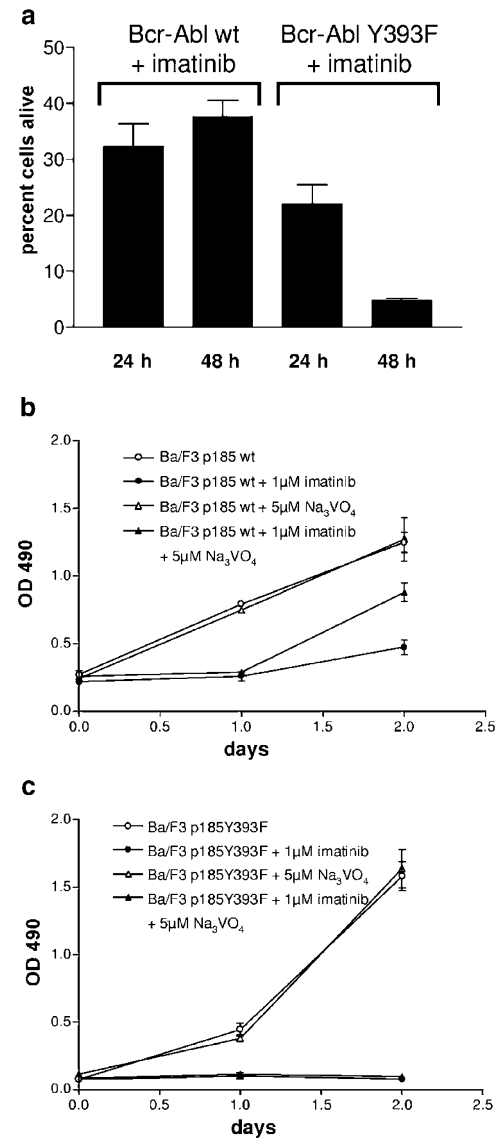 a
Bcr-Abl wt
+ imatinib
Bcr-Abl Y393F
+ imatinib
percent cells alive
50
40
30
20
10
0
24 h 48 h 24 h 48 h
b
Ba/F3 p185 wt
Ba/F3 p185 wt + 1µM imatinib
Ba/F3 p185 wt + 5µM Na₃VO₄
Ba/F3 p185 wt + 1µM imatinib
+ 5µM Na₃VO₄
OD 490
2.0
1.5
1.0
0.5
0.0
0.0 0.5 1.0 1.5 2.0 2.5
days
c
Ba/F3 p185Y393F
Ba/F3 p185Y393F + 1µM imatinib
Ba/F3 p185Y393F + 5µM Na₃VO₄
Ba/F3 p185Y393F + 1µM imatinib
+ 5µM Na₃VO₄
OD 490
2.0
1.5
1.0
0.5
0.0
0.0 0.5 1.0 1.5 2.0 2.5
days